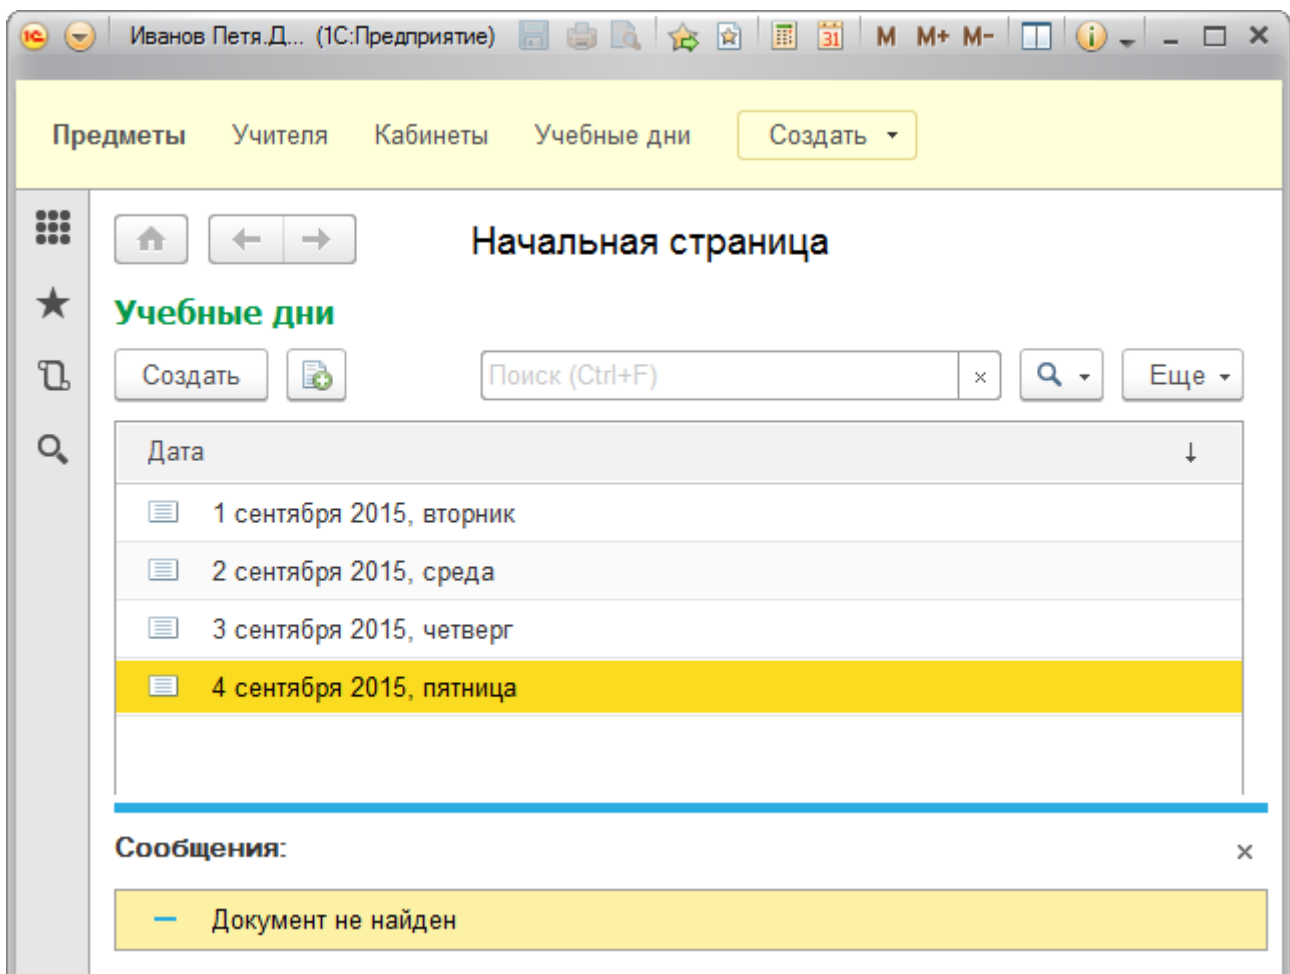 1С Иванов Петя.Д... (1С:Предприятие) 31 M M+ M- i
Предметы Учителя Кабинеты Учебные дни Создать
Начальная страница
Учебные дни
Создать Поиск (Ctrl+F) × Еще
Дата ↓
1 сентября 2015, вторник
2 сентября 2015, среда
3 сентября 2015, четверг
4 сентября 2015, пятница
Сообщения: ×
– Документ не найден